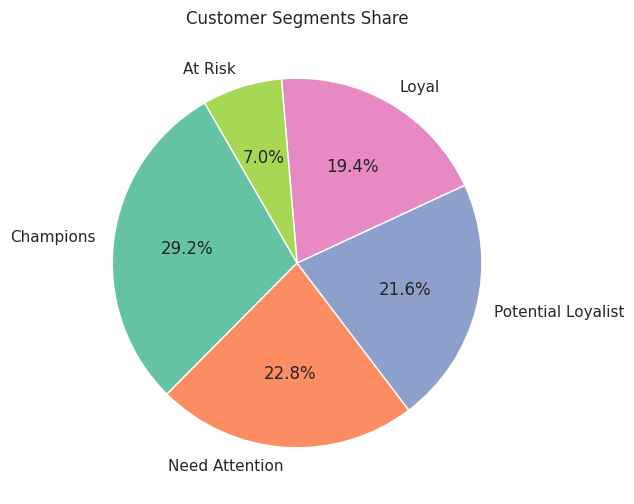 Customer Segments Share
At Risk
Loyal
7.0%
19.4%
Champions
29.2%
21.6%
Potential Loyalist
22.8%
Need Attention